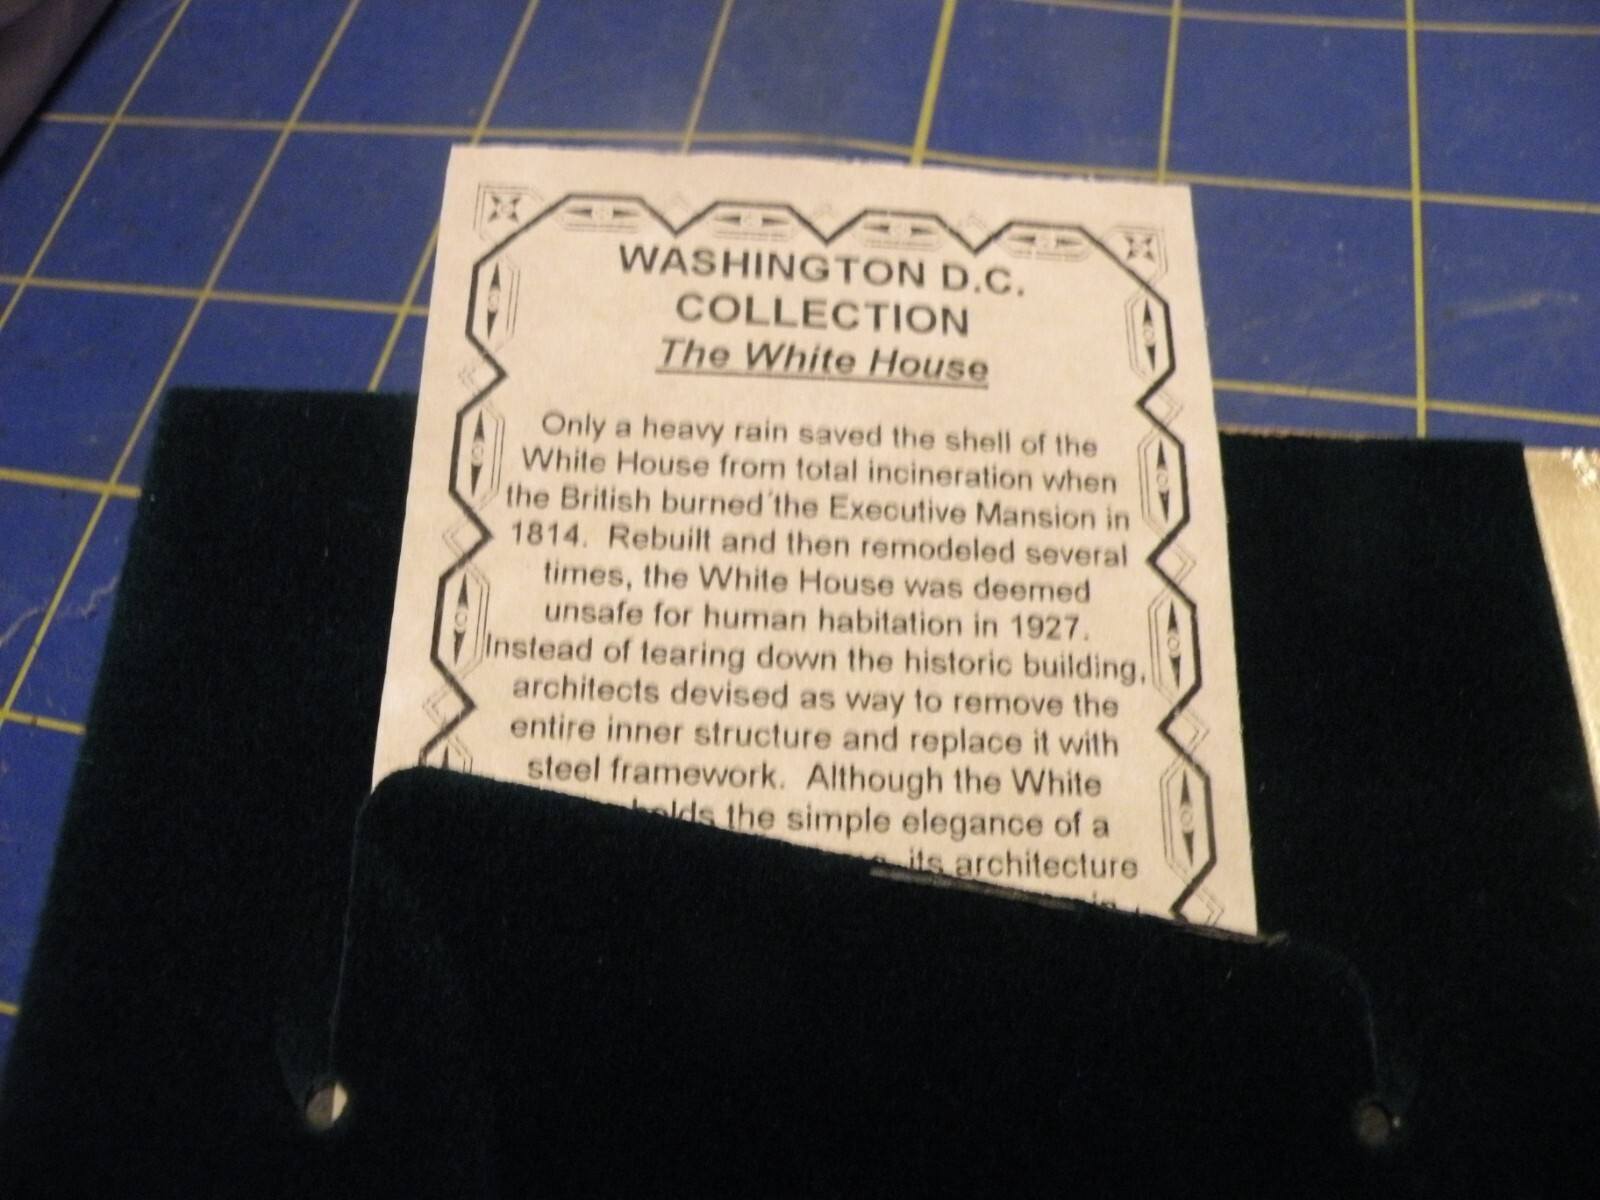 WASHINGTON D.C.
COLLECTION
The White House
Only a heavy rain saved the shell of the
White House from total incineration when
the British burned the Executive Mansion in
1814. Rebuilt and then remodeled several
times, the White House was deemed
unsafe for human habitation in 1927.
Instead of tearing down the historic building,
architects devised as way to remove the
entire inner structure and replace it with
steel framework. Although the White
the simple elegance of a
its architecture